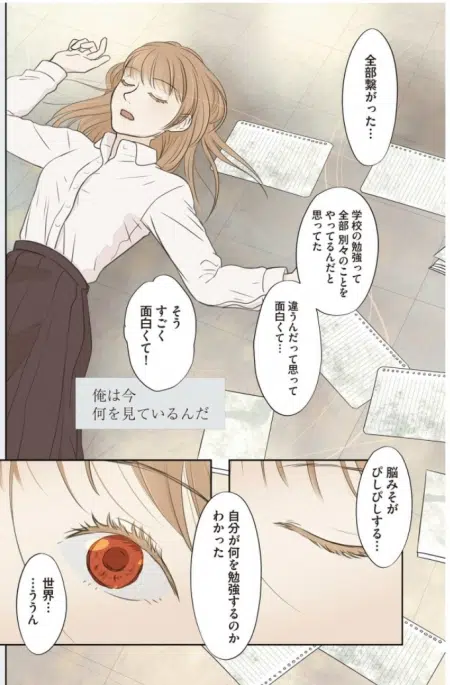 全部繋がった…
学校の勉強って
全部 別々のことを
やってるんだと
思ってた
違うんだって思って
面白くて…
そう
すごく
面白くて！
俺は今
何を見ているんだ
脳みそが
ぴしぴしする…
自分が何を勉強するのか
わかった
世界…
…ううん